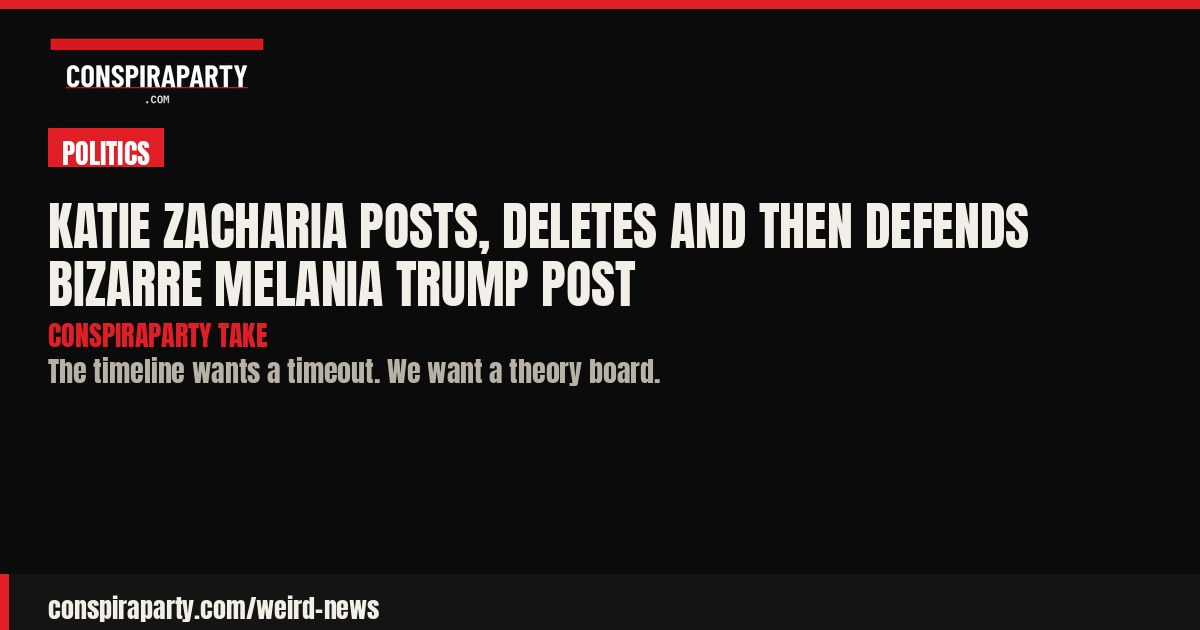 CONSPIRAPARTY
.COM
POLITICS
KATIE ZACHARIA POSTS, DELETES AND THEN DEFENDS
BIZARRE MELANIA TRUMP POST
CONSPIRAPARTY TAKE
The timeline wants a timeout. We want a theory board.
conspiraparty.com/weird-news